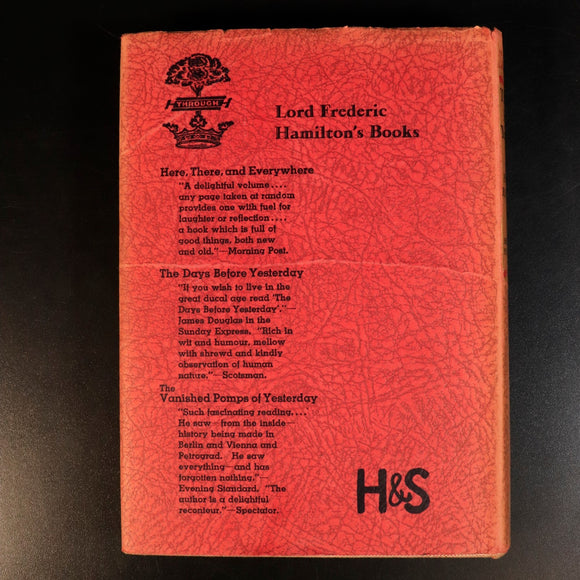 THROUGH
Lord Frederic
Hamilton's Books
Here, There, and Everywhere
"A delightful volume....
any page taken at random
provides one with fuel for
laughter or reflection....
a book which is full of
good things, both new
and old."—Morning Post.
The Days Before Yesterday
"If you wish to live in the
great ducal age read 'The
Days Before Yesterday'."—
James Douglas in the
Sunday Express. "Rich in
wit and humour, mellow
with shrewd and kindly
observation of human
nature."—Scotsman.
The
Vanished Pomps of Yesterday
"Such fascinating reading....
He saw—from the inside—
history being made in
Berlin and Vienna and
Petrograd. He saw
everything—and has
forgotten nothing."—
Evening Standard. "The
author is a delightful
reconteur."—Spectator.
H&S